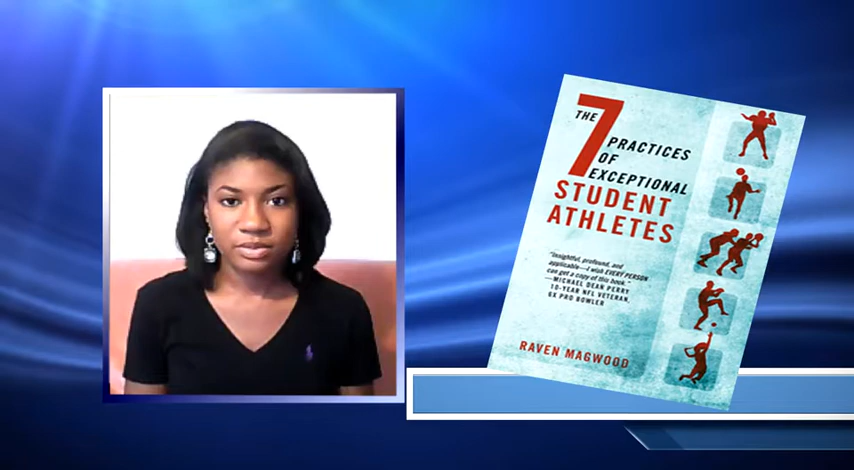 THE 7 PRACTICES
OF
EXCEPTIONAL
STUDENT
ATHLETES
"Insightful, profound, and
applicable—I wish EVERY PERSON
can get a copy of this book."
—MICHAEL DEAN PERRY
10-YEAR NFL VETERAN,
6X PRO BOWLER
RAVEN MAGWOOD